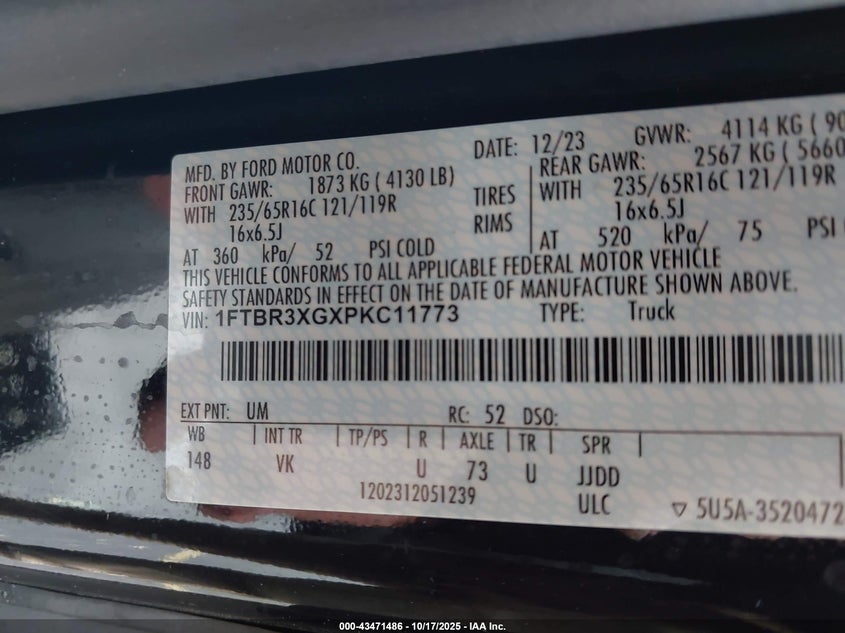 MFD. BY FORD MOTOR CO. DATE: 12/23 GVWR: 4114 KG ( 90
FRONT GAWR: 1873 KG ( 4130 LB) REAR GAWR: 2567 KG ( 5660
WITH 235/65R16C 121/119R TIRES WITH 235/65R16C 121/119R
16x6.5J RIMS 16x6.5J
AT 360 kPa/ 52 PSI COLD AT 520 kPa/ 75 PSI
THIS VEHICLE CONFORMS TO ALL APPLICABLE FEDERAL MOTOR VEHICLE
SAFETY STANDARDS IN EFFECT ON THE DATE OF MANUFACTURE SHOWN ABOVE.
VIN: 1FTBR3XGXPKC11773 TYPE: Truck
EXT PNT: UM RC: 52 DSO:
WB | INT TR | TP/PS | R | AXLE | TR | SPR |
148 VK U 73 U JJDD
1202312051239 ULC ▽ 5U5A-3520472
000-43471486 - 10/17/2025 - IAA Inc.